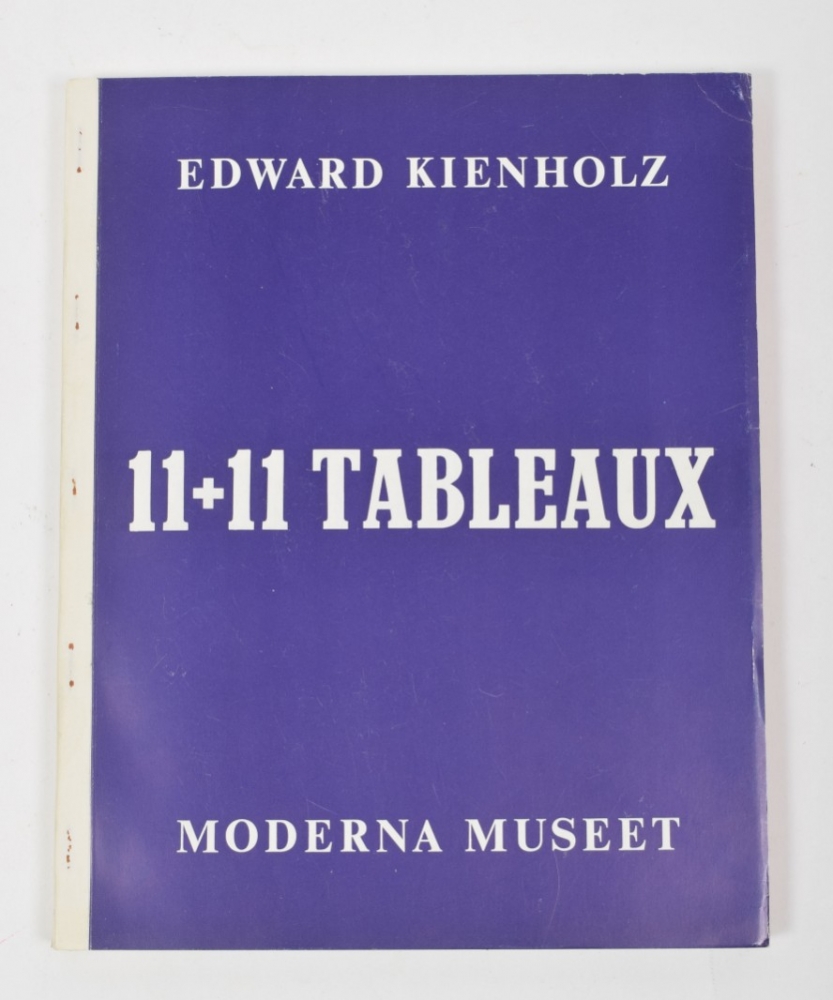 EDWARD KIENHOLZ
11+11 TABLEAUX
MODERNA MUSEET